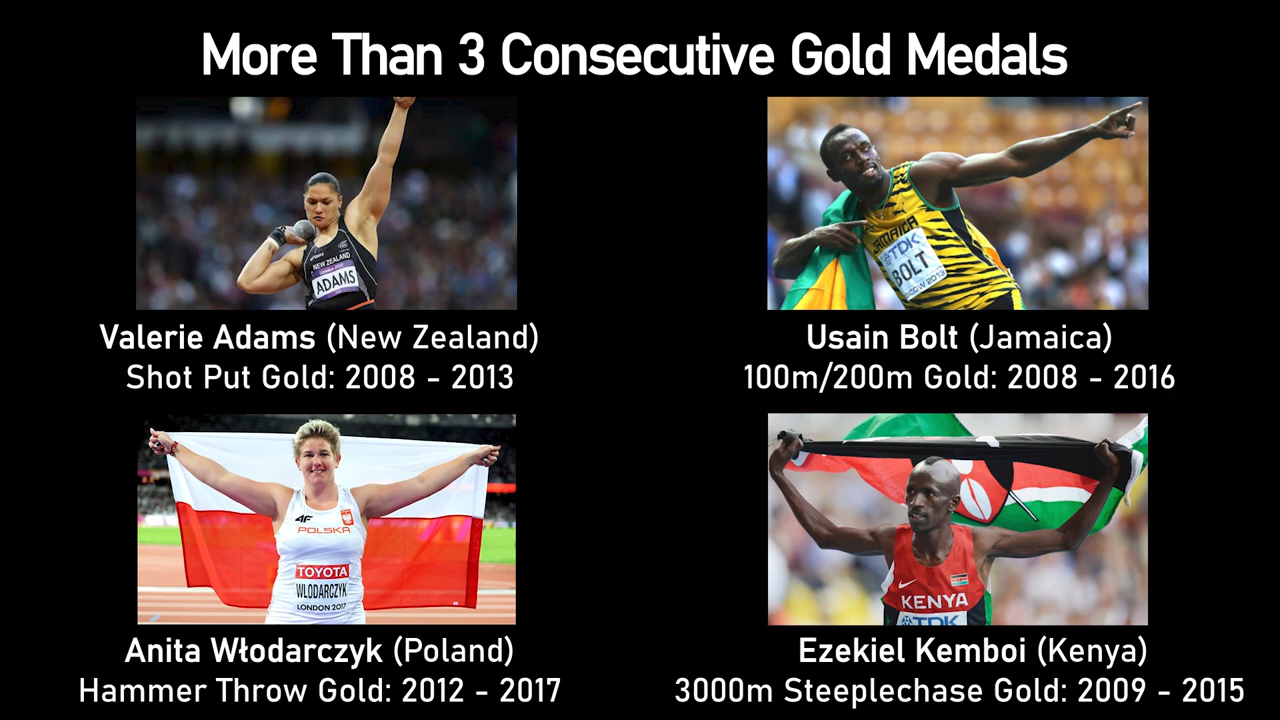 More Than 3 Consecutive Gold Medals
NEW ZEALAND
ADAMS
JAMAICA
TDK
BOLT
Valerie Adams (New Zealand)
Shot Put Gold: 2008 - 2013
Usain Bolt (Jamaica)
100m/200m Gold: 2008 - 2016
4F
POLSKA
TOYOTA
WLODARCZYK
LONDON 2017
KENYA
TDK
Anita Włodarczyk (Poland)
Hammer Throw Gold: 2012 - 2017
Ezekiel Kemboi (Kenya)
3000m Steeplechase Gold: 2009 - 2015